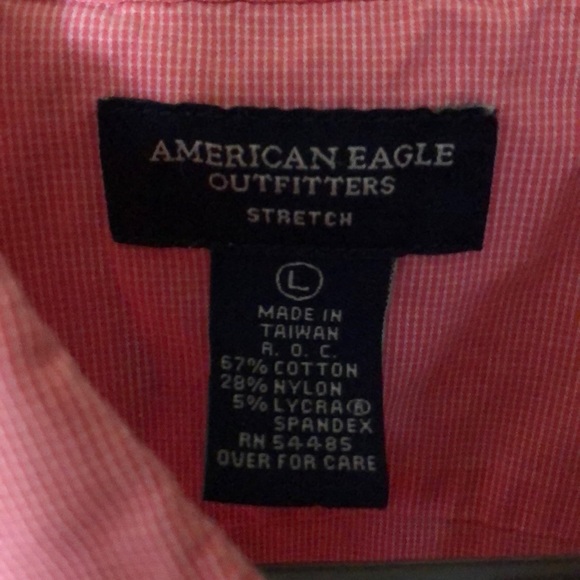 AMERICAN EAGLE
OUTFITTERS
STRETCH
L
MADE IN
TAIWAN
R. O. C.
67% COTTON
28% NYLON
5% LYCRA®
SPANDEX
RN 54485
OVER FOR CARE